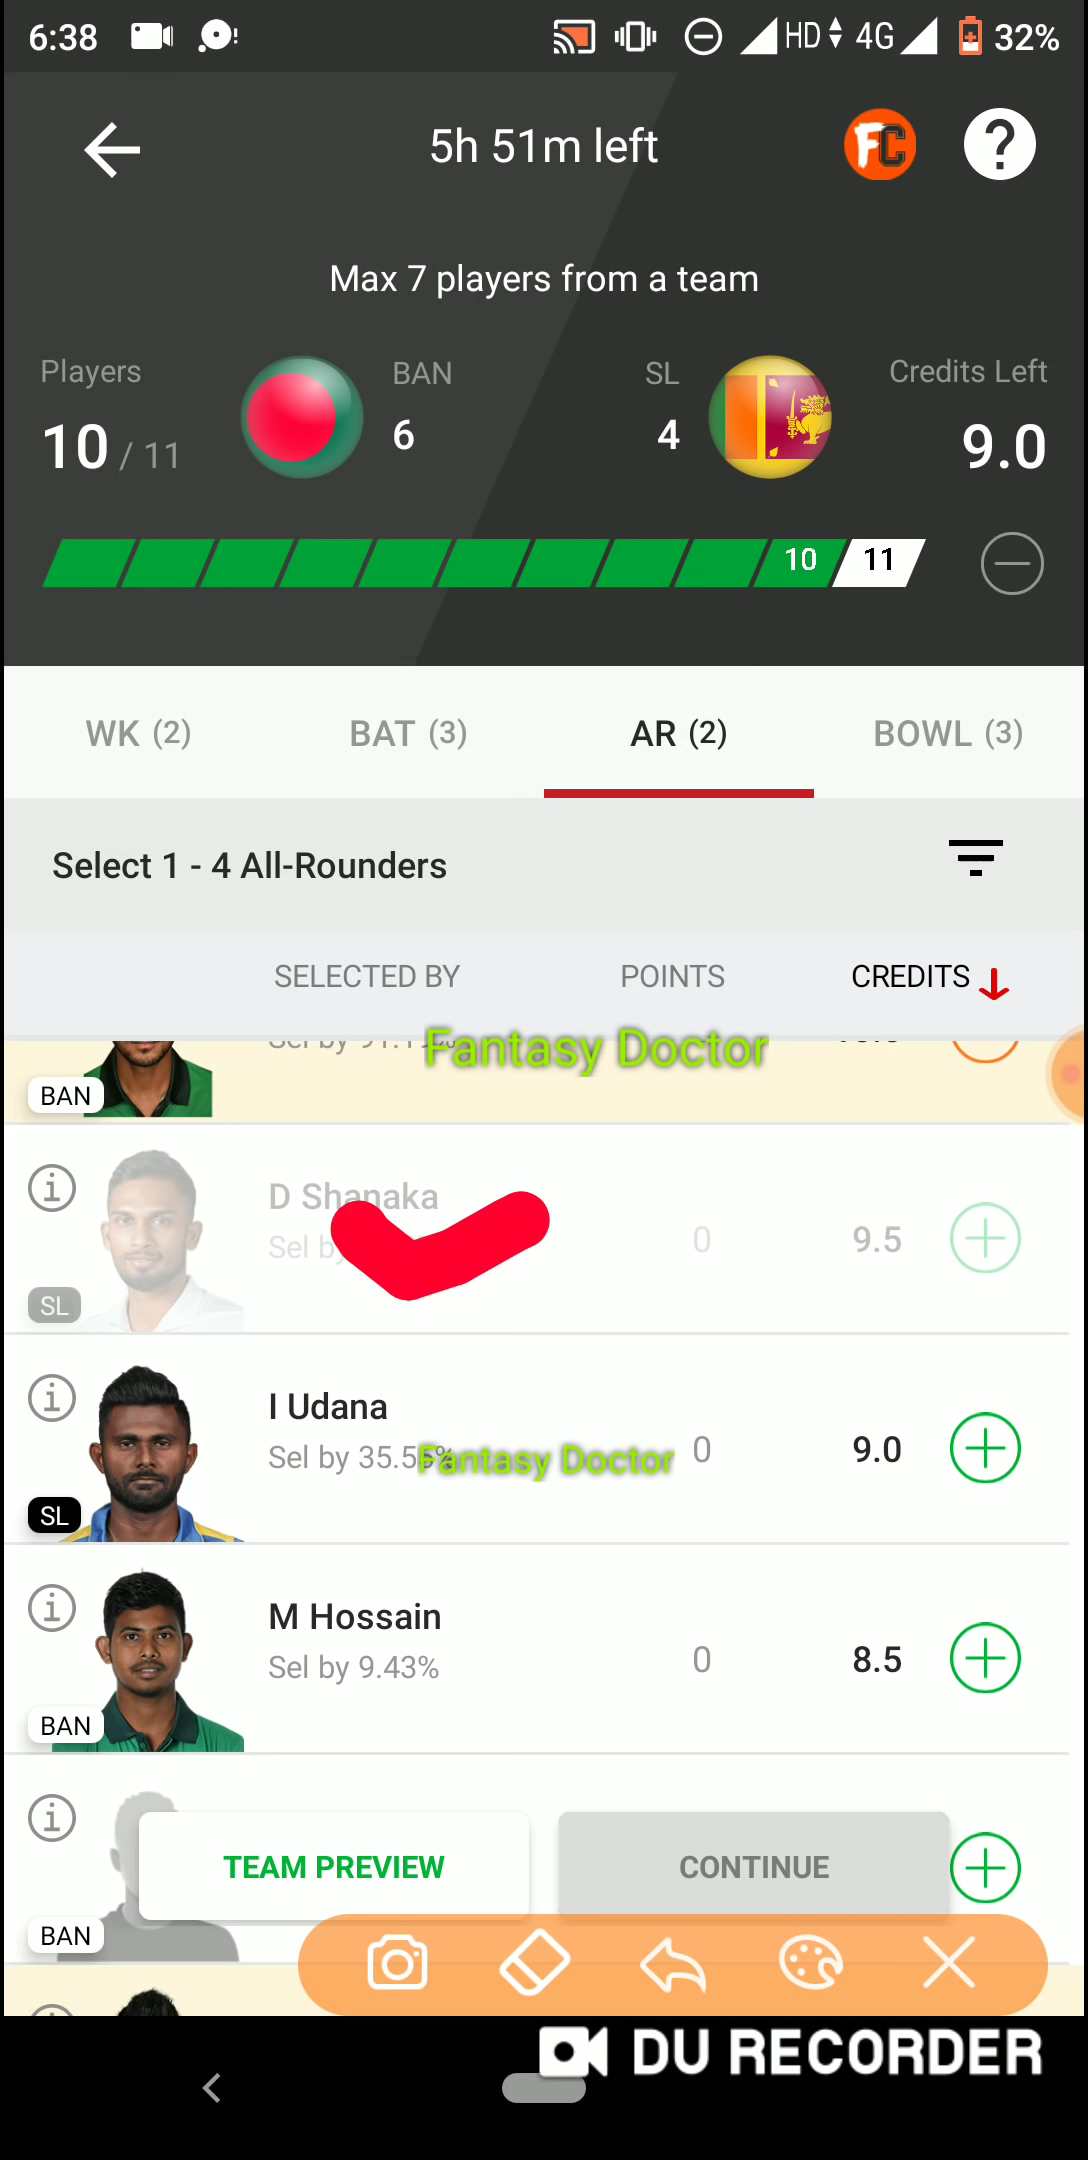 6:38
HD 4G 32%
5h 51m left
FC
?
Max 7 players from a team
Players BAN SL Credits Left
10 / 11 6 4 9.0
10 11
WK (2) BAT (3) AR (2) BOWL (3)
Select 1 - 4 All-Rounders
SELECTED BY POINTS CREDITS
Fantasy Doctor
BAN
D Shanaka
Sel by
0 9.5
SL
I Udana
Sel by 35.5
Fantasy Doctor
0 9.0
SL
M Hossain
Sel by 9.43%
0 8.5
BAN
TEAM PREVIEW CONTINUE
BAN
DU RECORDER